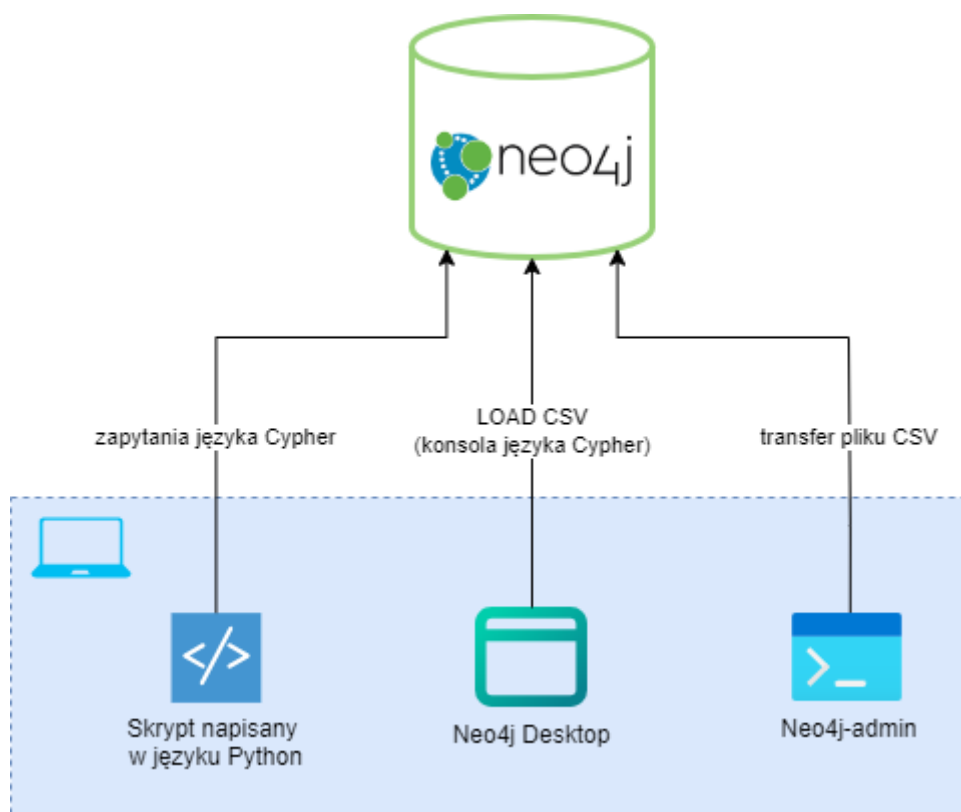 neo4j
zapytania języka Cypher
LOAD CSV
(konsola języka Cypher)
transfer pliku CSV
</>
Skrypt napisany
w języku Python
Neo4j Desktop
>_
Neo4j-admin